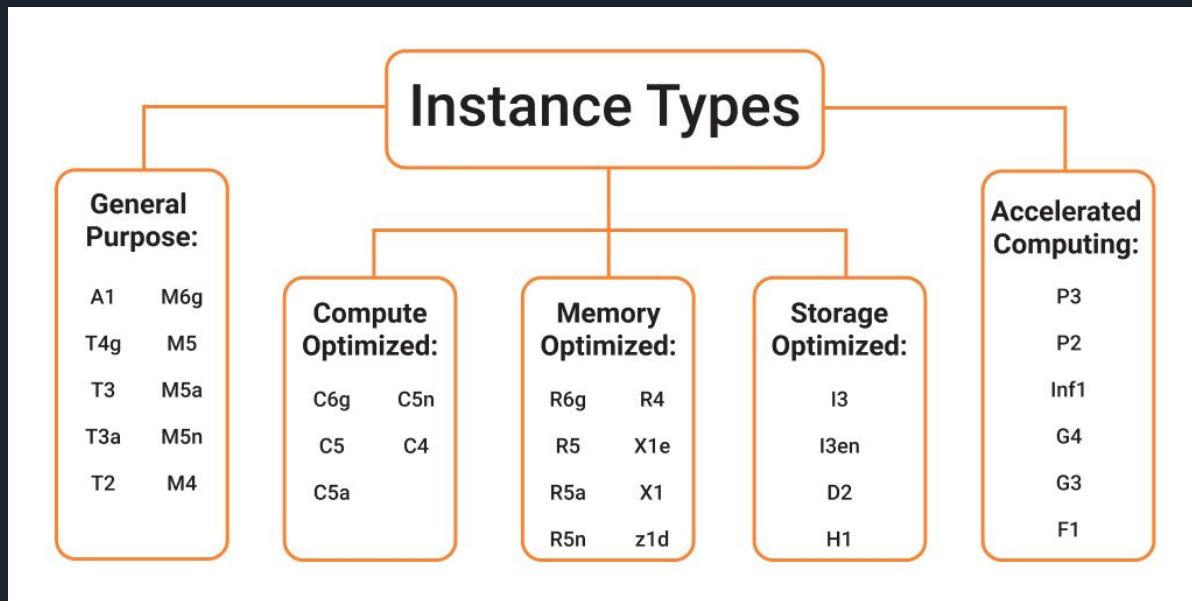 Instance Types
General
Purpose:
A1 M6g
T4g M5
T3 M5a
T3a M5n
T2 M4
Compute
Optimized:
C6g C5n
C5 C4
C5a
Memory
Optimized:
R6g R4
R5 X1e
R5a X1
R5n z1d
Storage
Optimized:
I3
I3en
D2
H1
Accelerated
Computing:
P3
P2
Inf1
G4
G3
F1